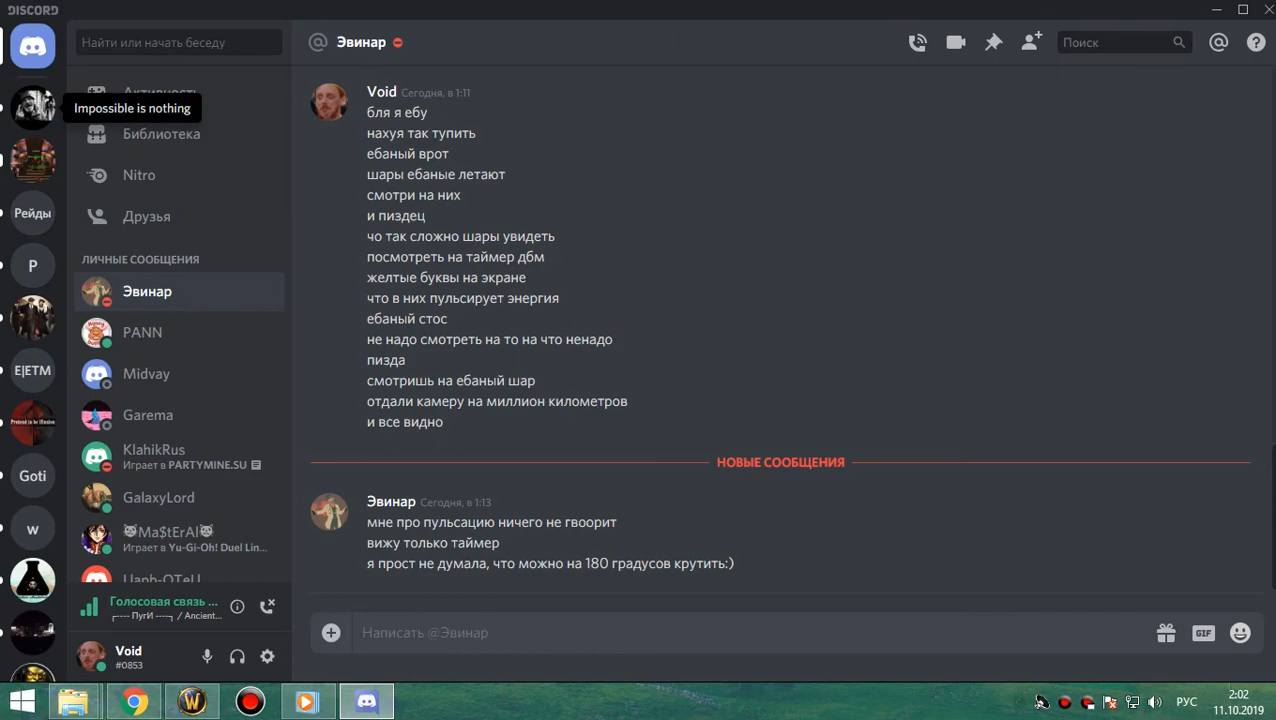 DISCORD
Найти или начать беседу
Эвинар
Поиск
Impossible is nothing
Библиотека
Nitro
Друзья
ЛИЧНЫЕ СООБЩЕНИЯ
Эвинар
PANN
Midvay
Garema
KlahikRus
Играет в PARTYMINE.SU
GalaxyLord
Ma$tErAl
Играет в Yu-Gi-Oh! Duel Lin...
Голосовая связь ...
/ Ancient...
Void
#0853
Рейды
P
E|ETM
Goti
w
Void Сегодня, в 1:11
бля я ебу
нахуя так тупить
ебаный врот
шары ебаные летают
смотри на них
и пиздец
чо так сложно шары увидеть
посмотреть на таймер дбм
желтые буквы на экране
что в них пульсирует энергия
ебаный стос
не надо смотреть на то на что ненадо
пизда
смотришь на ебаный шар
отдали камеру на миллион километров
и все видно
НОВЫЕ СООБЩЕНИЯ
Эвинар Сегодня, в 1:13
мне про пульсацию ничего не гвоорит
вижу только таймер
я прост не думала, что можно на 180 градусов крутить:)
Написать @Эвинар
GIF
РУС
2:02
11.10.2019